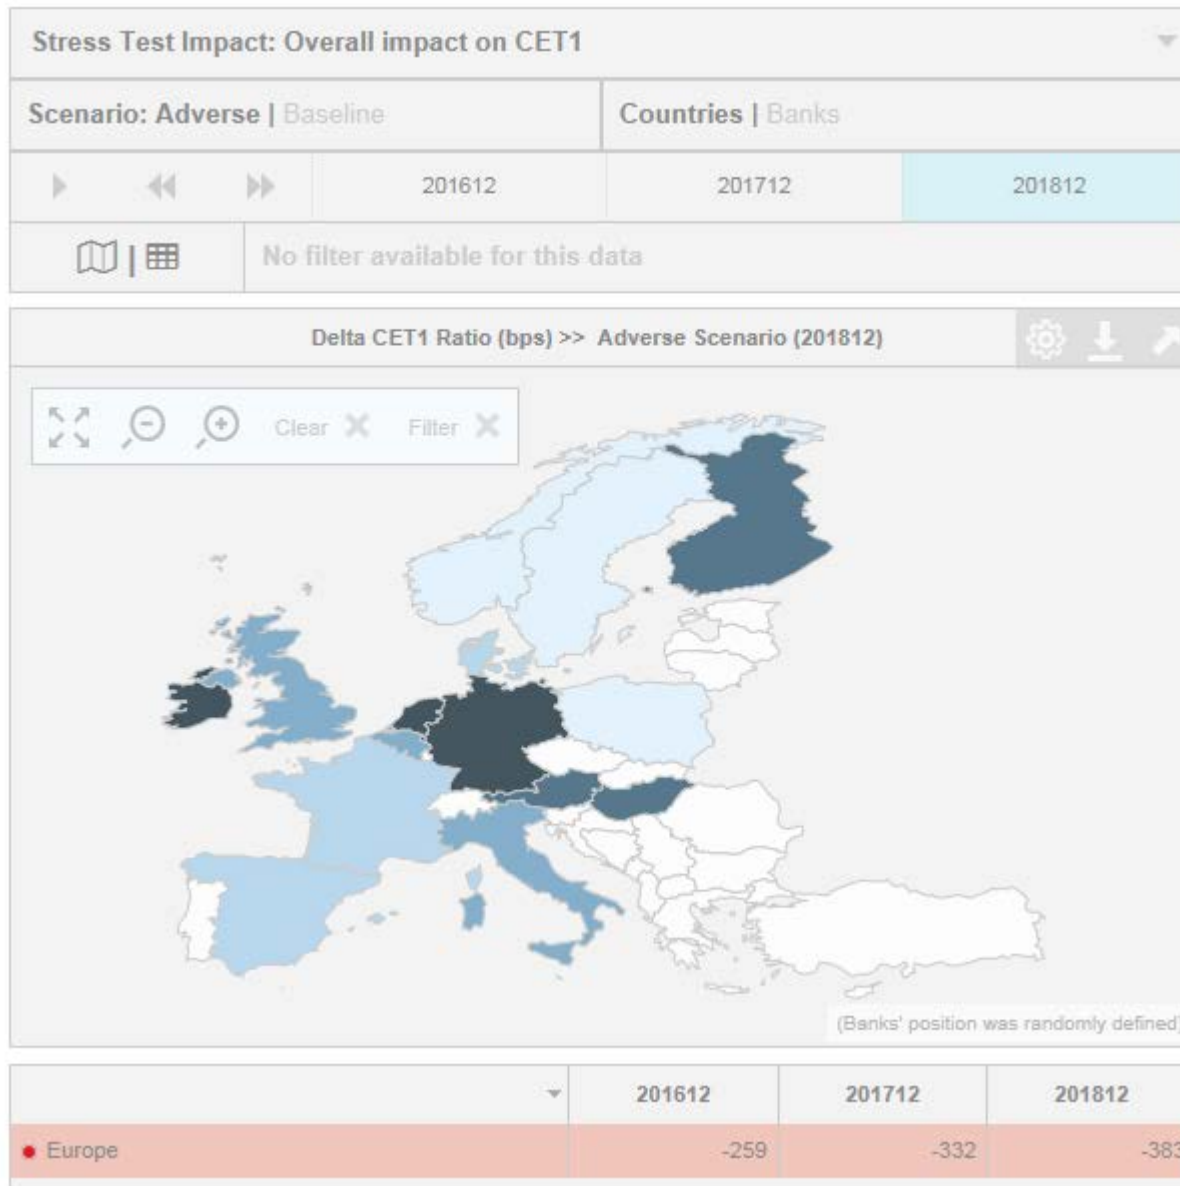 Stress Test Impact: Overall impact on CET1
Scenario: Adverse | Baseline
Countries | Banks
201612 201712 201812
No filter available for this data
Delta CET1 Ratio (bps) >> Adverse Scenario (201812)
Clear Filter
(Banks' position was randomly defined)
201612 201712 201812
Europe -259 -332 -383